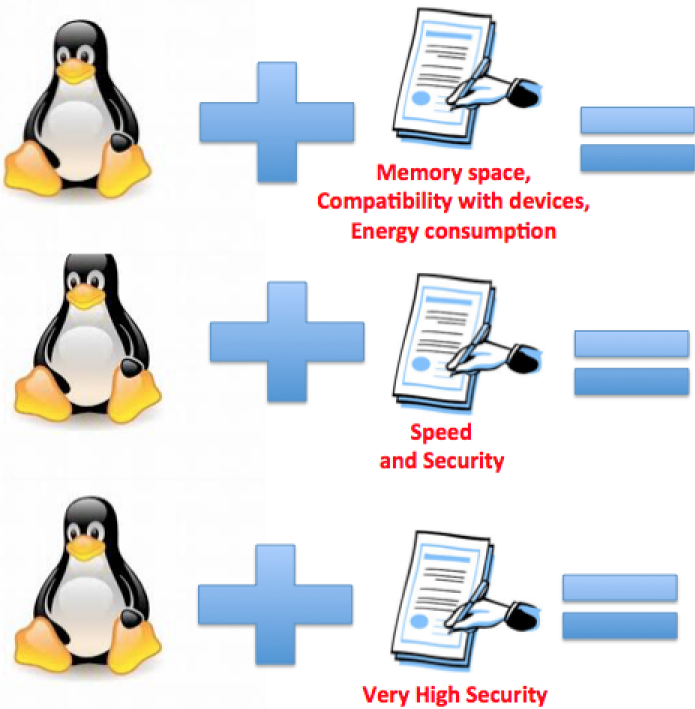 Memory space,
Compatibility with devices,
Energy consumption
Speed
and Security
Very High Security